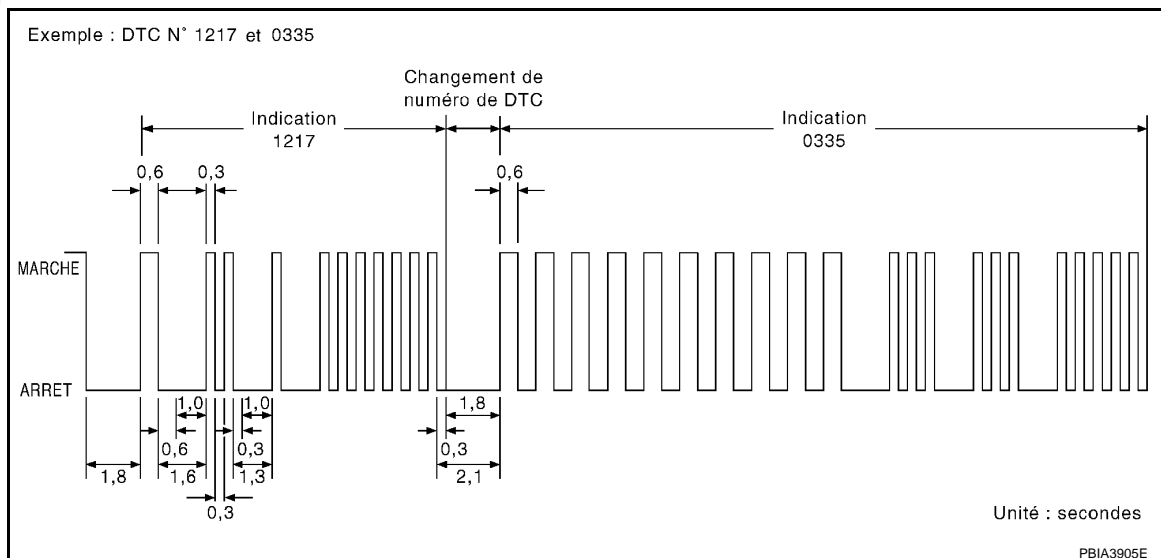 Exemple : DTC N° 1217 et 0335
Changement de
numéro de DTC
Indication
1217
Indication
0335
0,6
0,3
0,6
MARCHE
ARRET
1,0
1,0
1,8
0,6
0,3
0,3
1,8
1,6
1,3
2,1
0,3
Unité : secondes
PBIA3905E